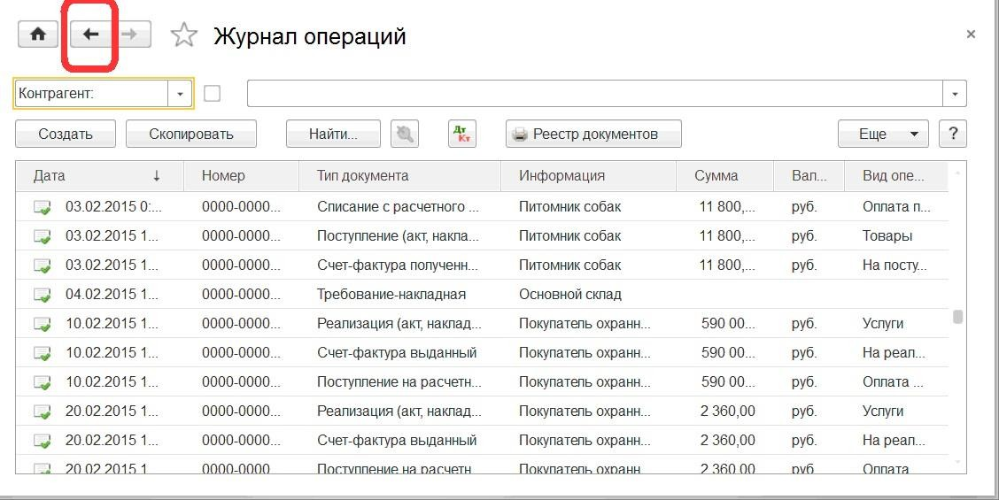 Журнал операций
×
Контрагент:
Создать Скопировать Найти... Дт Кт Реестр документов Еще ?
Дата ↓ Номер Тип документа Информация Сумма Вал... Вид опе...
03.02.2015 0:... 0000-0000... Списание с расчетного ... Питомник собак 11 800,... руб. Оплата п...
03.02.2015 1... 0000-0000... Поступление (акт, накла... Питомник собак 11 800,... руб. Товары
03.02.2015 1... 0000-0000... Счет-фактура полученн... Питомник собак 11 800,... руб. На посту...
04.02.2015 1... 0000-0000... Требование-накладная Основной склад
10.02.2015 1... 0000-0000... Реализация (акт, наклад... Покупатель охранн... 590 00... руб. Услуги
10.02.2015 1... 0000-0000... Счет-фактура выданный Покупатель охранн... 590 00... руб. На реал...
10.02.2015 1... 0000-0000... Поступление на расчетн... Покупатель охранн... 590 00... руб. Оплата ...
20.02.2015 1... 0000-0000... Реализация (акт, наклад... Покупатель охранн... 2 360,00 руб. Услуги
20.02.2015 1... 0000-0000... Счет-фактура выданный Покупатель охранн... 2 360,00 руб. На реал...
20.02.2015 1 0000-0000 Поступление на расчетн Покупатель охранн 2 360,00 руб. Оплата